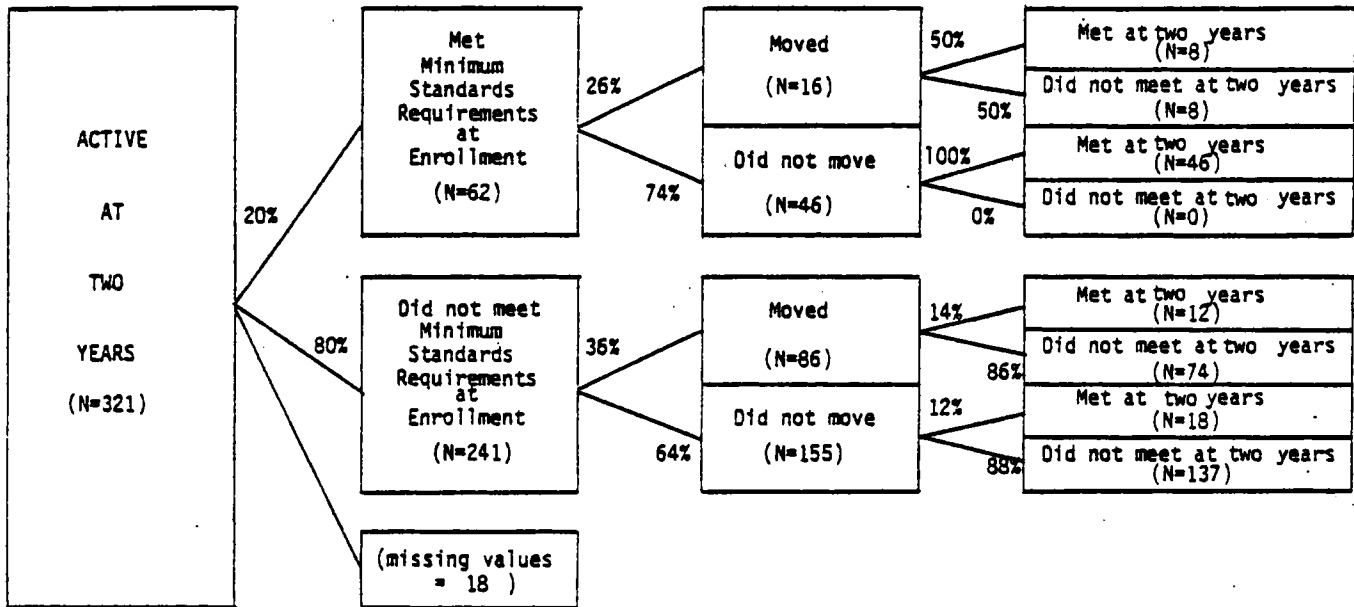 ACTIVE
AT
TWO
YEARS
(N=321)
20%
80%
Met
Minimum
Standards
Requirements
at
Enrollment
(N=62)
26%
74%
Moved
(N=16)
Did not move
(N=46)
50%
50%
100%
0%
Met at two years
(N=8)
Did not meet at two years
(N=8)
Met at two years
(N=46)
Did not meet at two years
(N=0)
Did not meet
Minimum
Standards
Requirements
at
Enrollment
(N=241)
36%
64%
Moved
(N=86)
Did not move
(N=155)
14%
86%
12%
88%
Met at two years
(N=12)
Did not meet at two years
(N=74)
Met at two years
(N=18)
Did not meet at two years
(N=137)
(missing values
= 18 )